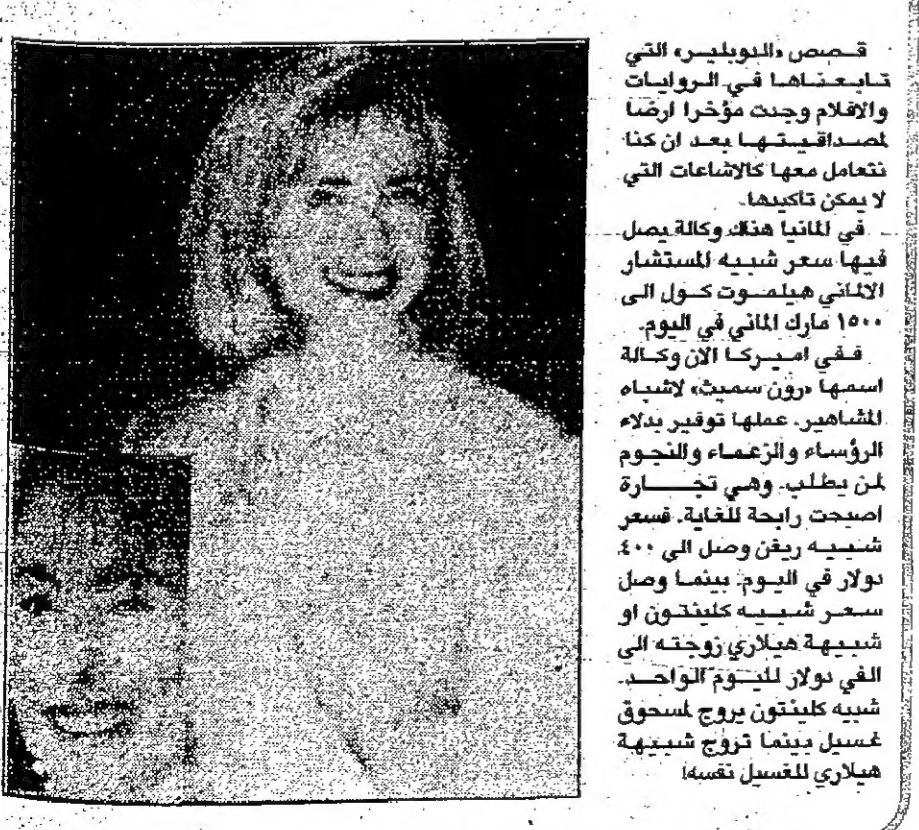 قصص «الدوبلير» التي
تابعناها في الروايات
والافلام وجدت مؤخرا ارضا
لمصداقيتها بعد ان كنا
نتعامل معها كالاشاعات التي
لا يمكن تأكيدها.
في المانيا هناك وكالة يصل
فيها سعر شبيه المستشار
الالماني هيلموت كول الى
١٥٠٠ مارك الماني في اليوم.
ففي اميركا الان وكالة
اسمها «رون سميث» لاشباه
المشاهير. عملها توفير بدلاء
الرؤساء والزعماء والنجوم
لمن يطلب. وهي تجارة
اصبحت رابحة للغاية. فسعر
شبيه ريغن وصل الى ٤٠٠
دولار في اليوم. بينما وصل
سعر شبيه كلينتون او
شبيهة هيلاري زوجته الى
الفي دولار لليوم الواحد.
شبيه كلينتون يروج لمسحوق
غسيل بينما تروج شبيهة
هيلاري للغسيل نفسه!